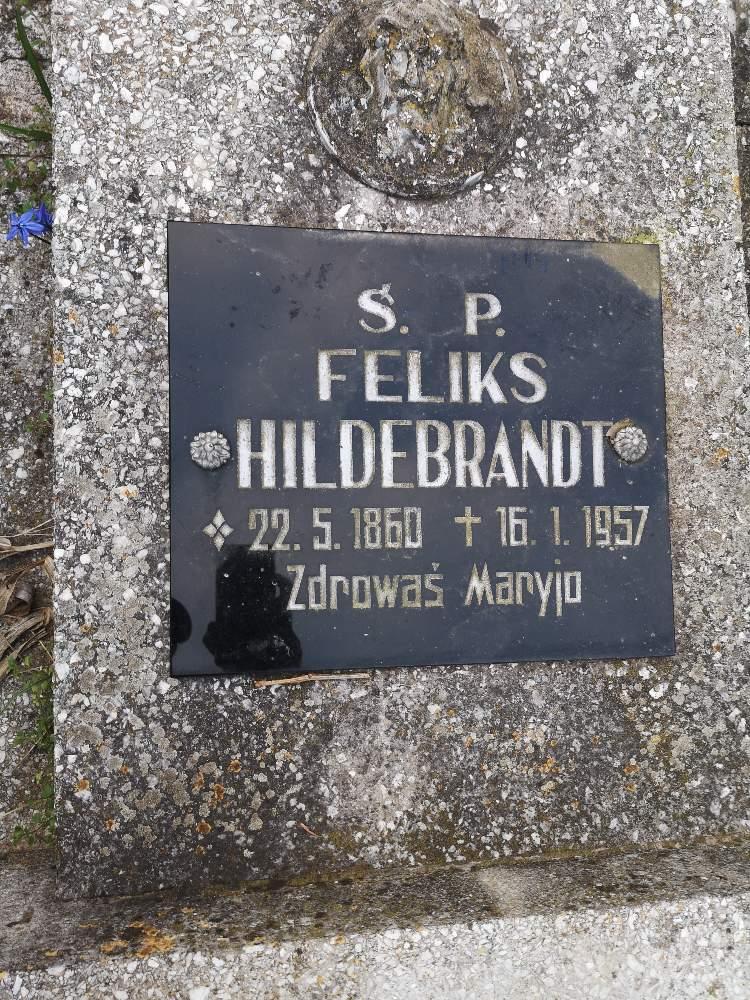 Ś. P.
FELIKS
HILDEBRANDT
22. 5. 1860 16. 1. 1957
Zdrowaś Maryjo